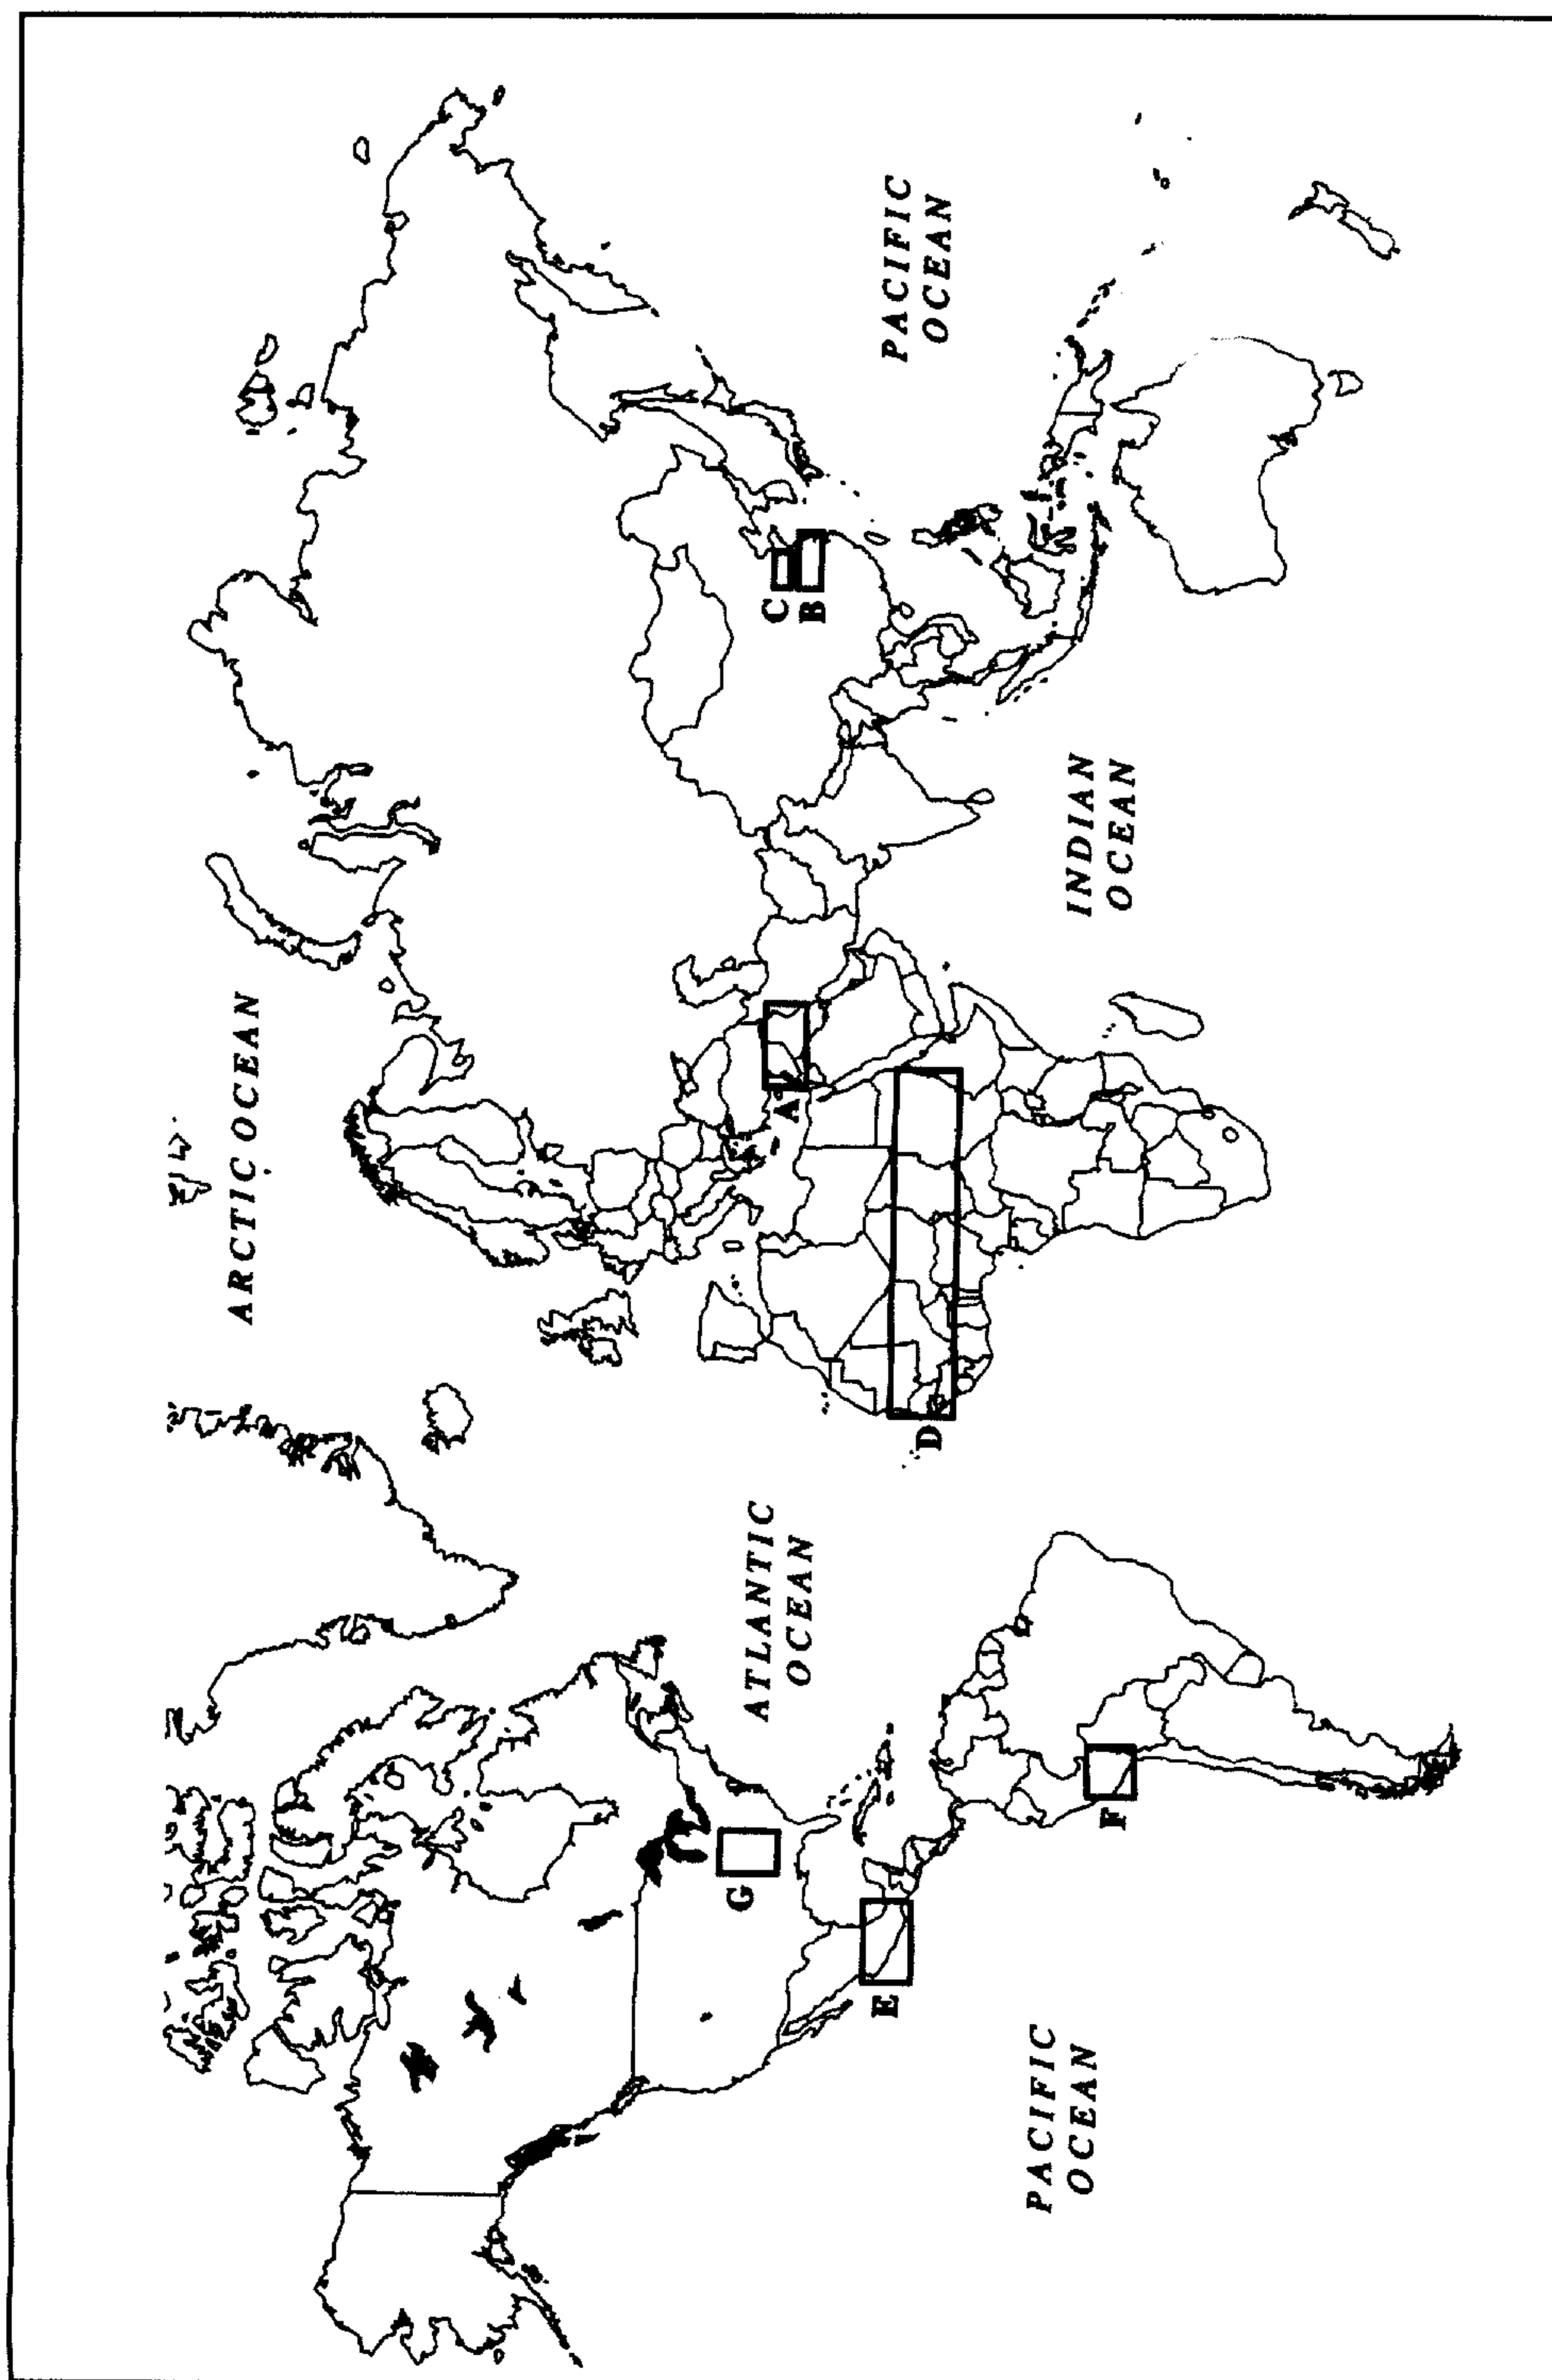 ARCTIC OCEAN
PACIFIC
OCEAN
ATLANTIC
OCEAN
INDIAN
OCEAN
PACIFIC
OCEAN
A
B
C
D
E
F
G